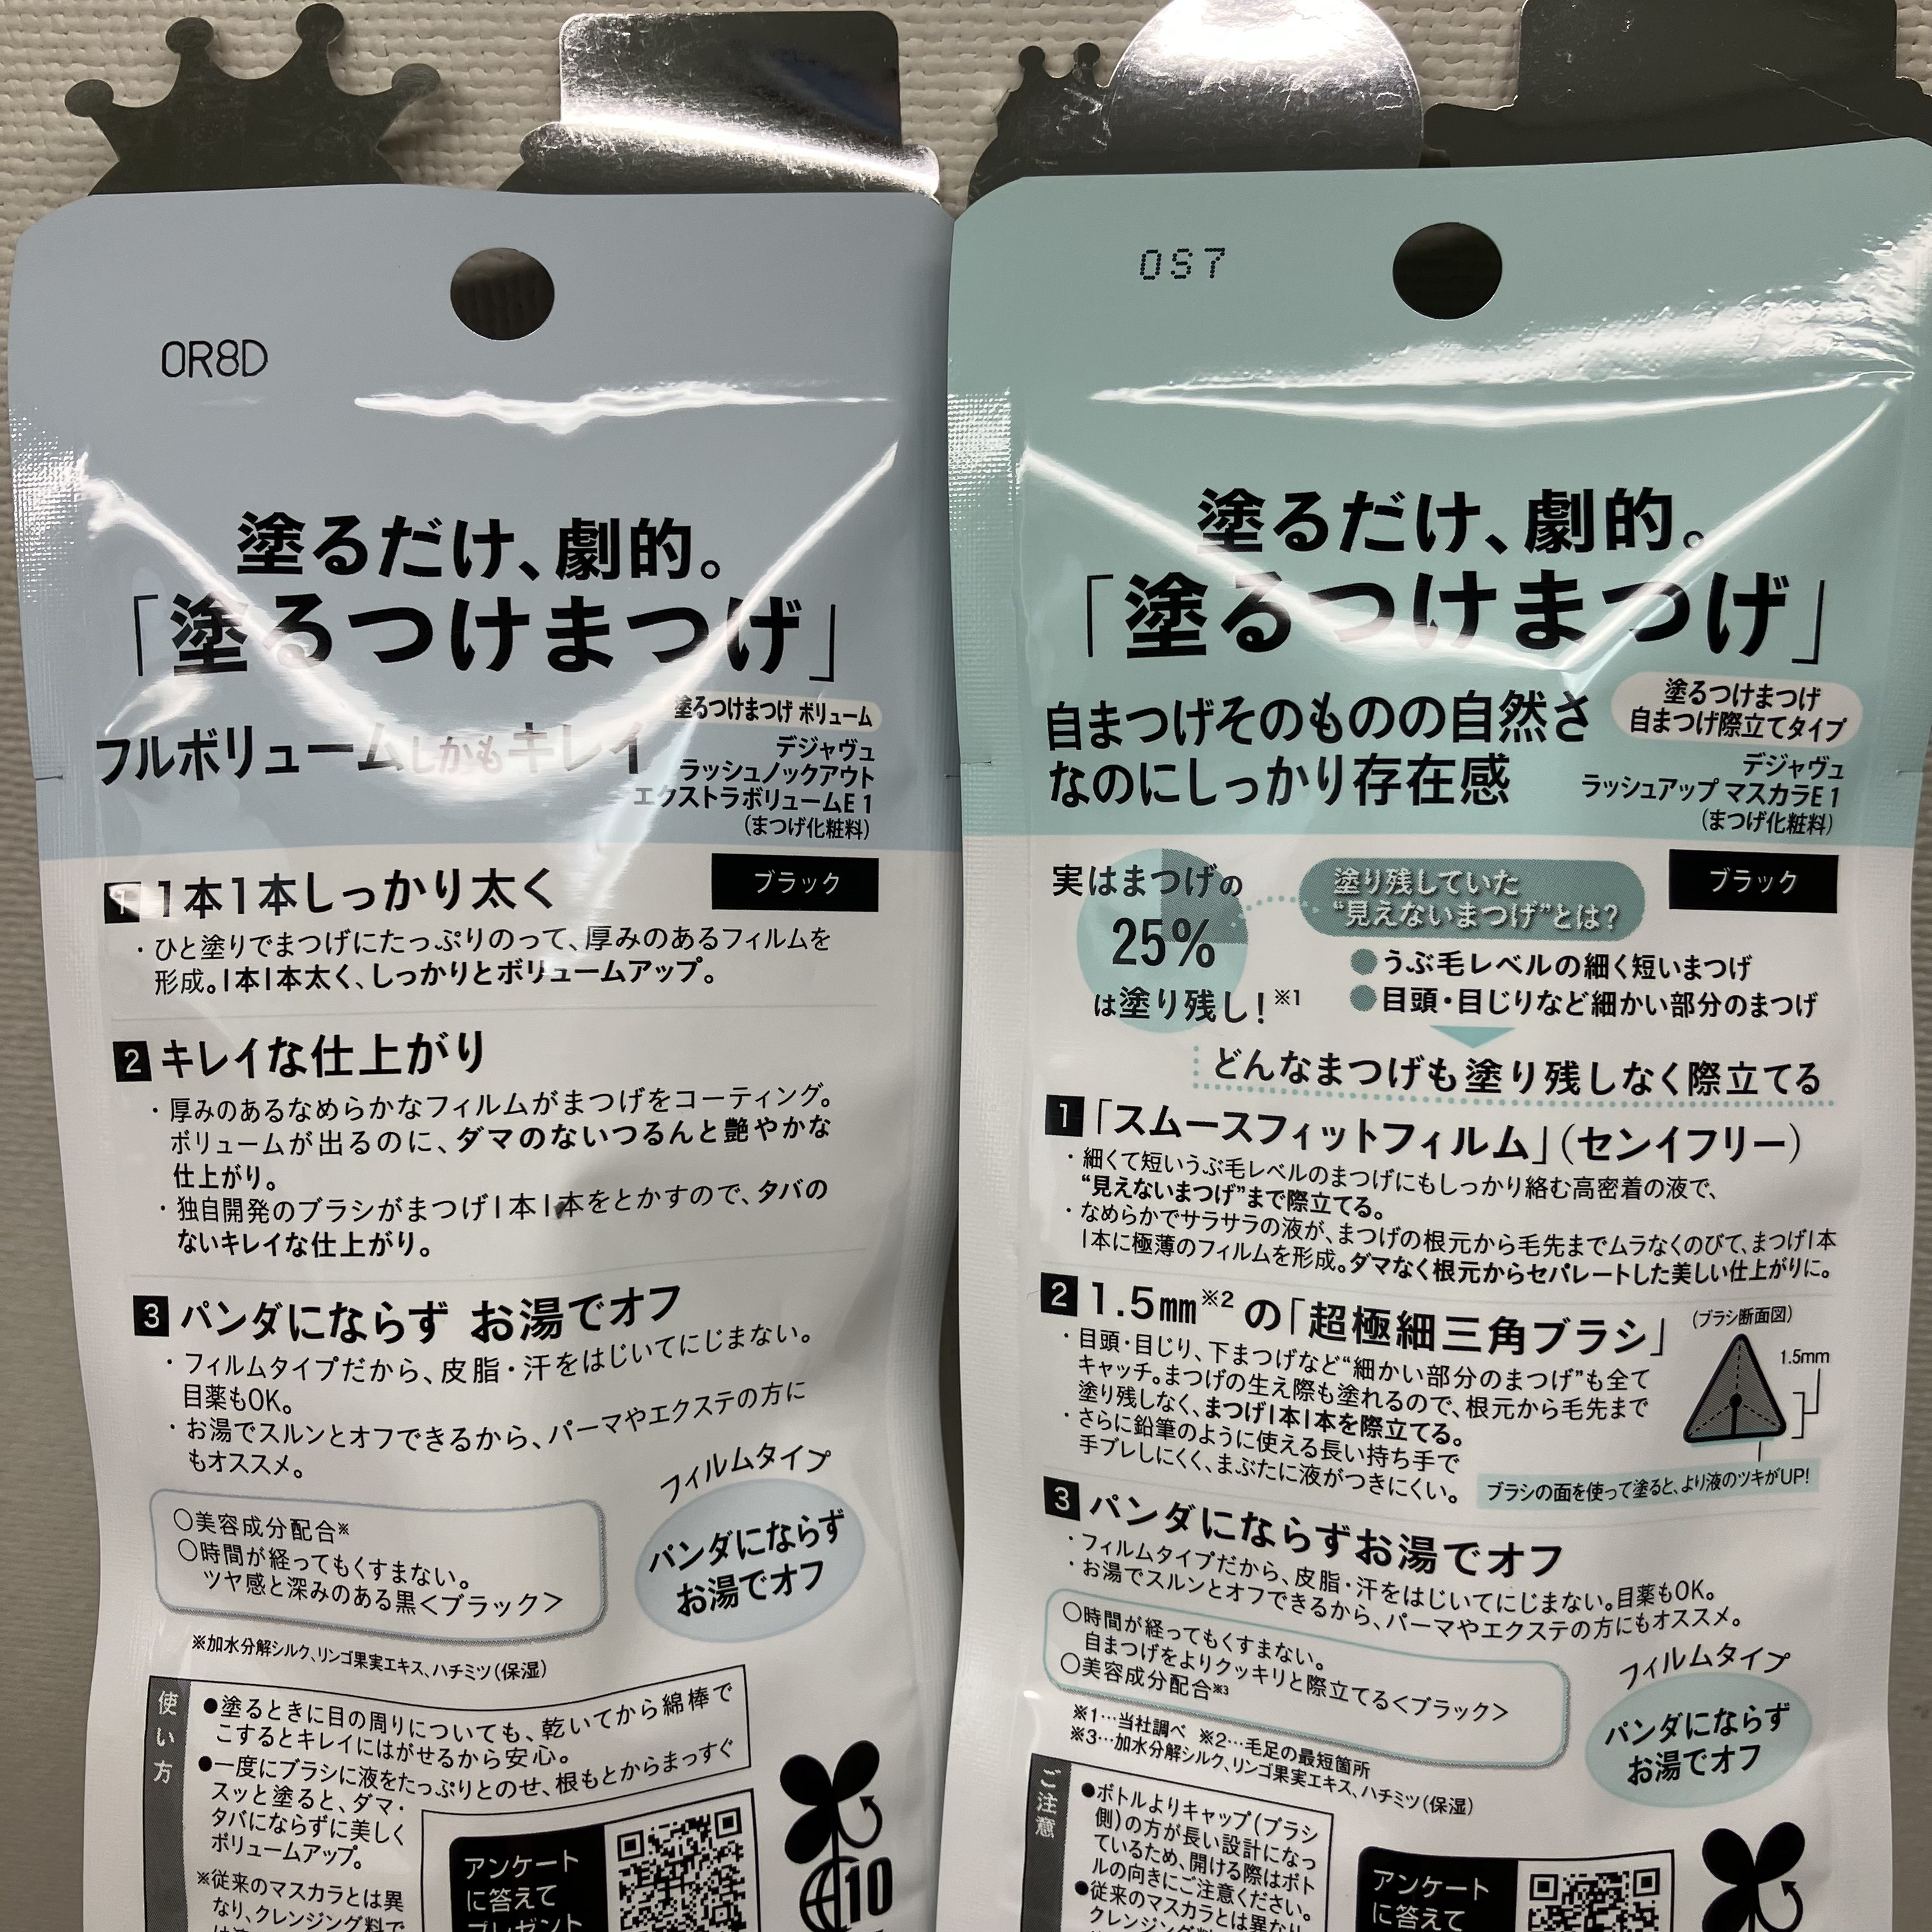 0R8D
塗るだけ、劇的。
「塗るつけまつげ」
フルボリュームしかもキレイ
塗るつけまつげ ボリューム
デジャヴュ
ラッシュノックアウト
エクストラボリュームE 1
(まつげ化粧料)
ブラック
1 1本1本しっかり太く
・ひと塗りでまつげにたっぷりのって、厚みのあるフィルムを
形成。1本1本太く、しっかりとボリュームアップ。
2 キレイな仕上がり
・厚みのあるなめらかなフィルムがまつげをコーティング。
ボリュームが出るのに、ダマのないつるんと艶やかな
仕上がり。
・独自開発のブラシがまつげ1本1本をとかすので、タバの
ないキレイな仕上がり。
3 パンダにならず お湯でオフ
・フィルムタイプだから、皮脂・汗をはじいてにじまない。
目薬もOK。
・お湯でスルンとオフできるから、パーマやエクステの方に
もオススメ。
フィルムタイプ
パンダにならず
お湯でオフ
○美容成分配合※
○時間が経ってもくすまない。
ツヤ感と深みのある黒<ブラック>
※加水分解シルク、リンゴ果実エキス、ハチミツ(保湿)
使い方
●塗るときに目の周りについても、乾いてから綿棒で
こするとキレイにはがせるから安心。
●一度にブラシに液をたっぷりとのせ、根もとからまっすぐ
スッと塗ると、ダマ・
タバにならずに美しく
ボリュームアップ。
※従来のマスカラとは異
なり、クレンジング料で
アンケート
に答えて
プレゼント
10
0S7
塗るだけ、劇的。
「塗るつけまつげ」
自まつげそのものの自然さ
なのにしっかり存在感
塗るつけまつげ
自まつげ際立てタイプ
デジャヴュ
ラッシュアップ マスカラE 1
(まつげ化粧料)
ブラック
実はまつげの
25%
は塗り残し!※1
塗り残していた
“見えないまつげ”とは?
●うぶ毛レベルの細く短いまつげ
●目頭・目じりなど細かい部分のまつげ
どんなまつげも塗り残しなく際立てる
1 「スムースフィットフィルム」(センイフリー)
・細くて短いうぶ毛レベルのまつげにもしっかり絡む高密着の液で、
“見えないまつげ”まで際立てる。
・なめらかでサラサラの液が、まつげの根元から毛先までムラなくのびて、まつげ1本
1本に極薄のフィルムを形成。ダマなく根元からセパレートした美しい仕上がりに。
2 1.5mm※2の「超極細三角ブラシ」
・目頭・目じり、下まつげなど“細かい部分のまつげ”も全て
キャッチ。まつげの生え際も塗れるので、根元から毛先まで
塗り残しなく、まつげ1本1本を際立てる。
・さらに鉛筆のように使える長い持ち手で
手ブレしにくく、まぶたに液がつきにくい。
(ブラシ断面図)
1.5mm
ブラシの面を使って塗ると、より液のツキがUP!
3 パンダにならずお湯でオフ
・フィルムタイプだから、皮脂・汗をはじいてにじまない。目薬もOK。
・お湯でスルンとオフできるから、パーマやエクステの方にもオススメ。
○時間が経ってもくすまない。
自まつげをよりクッキリと際立てる<ブラック>
○美容成分配合※3
フィルムタイプ
パンダにならず
お湯でオフ
※1…当社調べ ※2…毛足の最短箇所
※3…加水分解シルク、リンゴ果実エキス、ハチミツ(保湿)
ご注意
●ボトルよりキャップ(ブラシ
側)の方が長い設計になっ
ているため、開ける際はボト
ルの向きにご注意ください。
●従来のマスカラとは異なり
クレンジング料
アンケート
に答えて